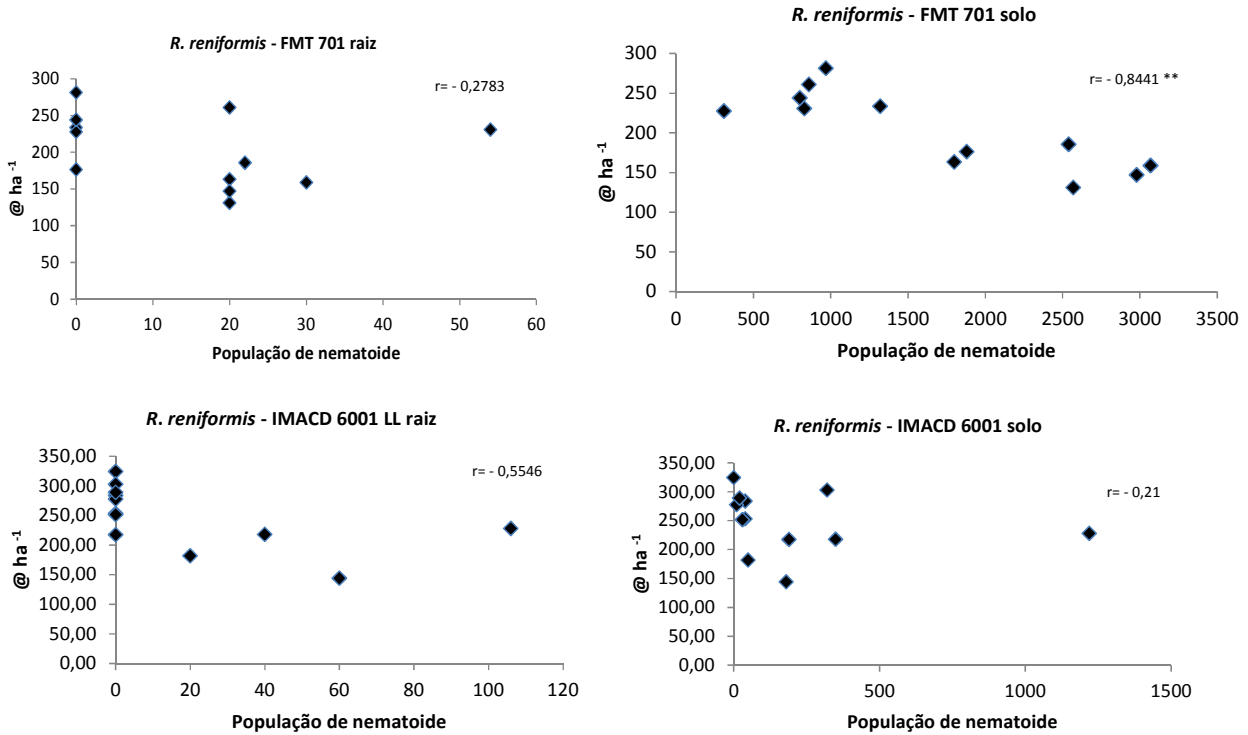 R. reniformis - FMT 701 raiz
r= - 0,2783
300
250
200
150
100
50
0
@ ha -1
0 10 20 30 40 50 60
População de nematoide
R. reniformis - FMT 701 solo
r= - 0,8441 **
300
250
200
150
100
50
0
@ ha -1
0 500 1000 1500 2000 2500 3000 3500
População de nematoide
R. reniformis - IMACD 6001 LL raiz
r= - 0,5546
350,00
300,00
250,00
200,00
150,00
100,00
50,00
0,00
@ ha -1
0 20 40 60 80 100 120
População de nematoide
R. reniformis - IMACD 6001 solo
r= - 0,21
350,00
300,00
250,00
200,00
150,00
100,00
50,00
0,00
@ ha -1
0 500 1000 1500
População de nematoide